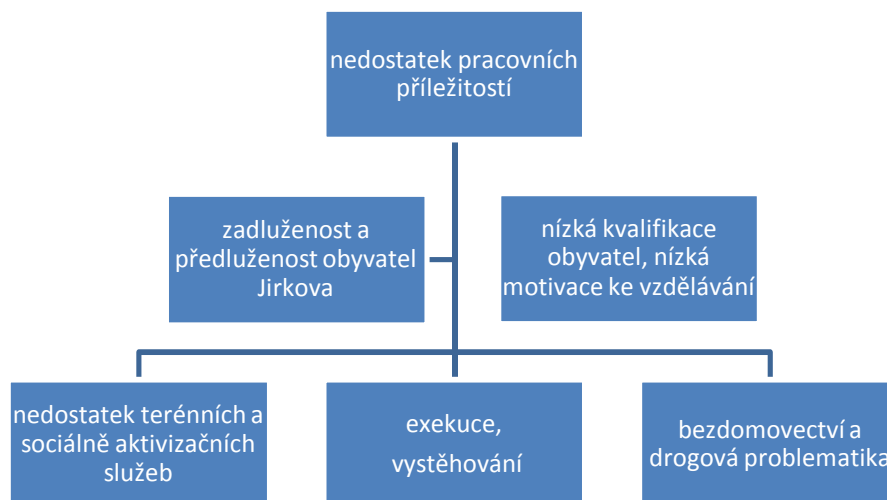 nedostatek pracovních
příležitostí
zadluženost a
předluženost obyvatel
Jirkova
nízká kvalifikace
obyvatel, nízká
motivace ke vzdělávání
nedostatek terénních a
sociálně aktivizačních
služeb
exekuce,
vystěhování
bezdomovectví a
drogová problematika